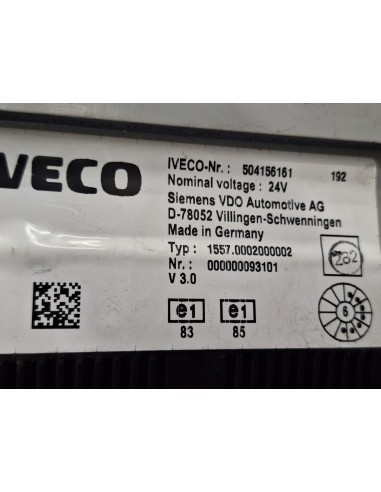 IVECO
IVECO-Nr.: 504156161 192
Nominal voltage : 24V
Siemens VDO Automotive AG
D-78052 Villingen-Schwenningen
Made in Germany
Typ : 1557.0002000002
Nr. : 000000093101
V 3.0
202
e1 e1
83 85
6